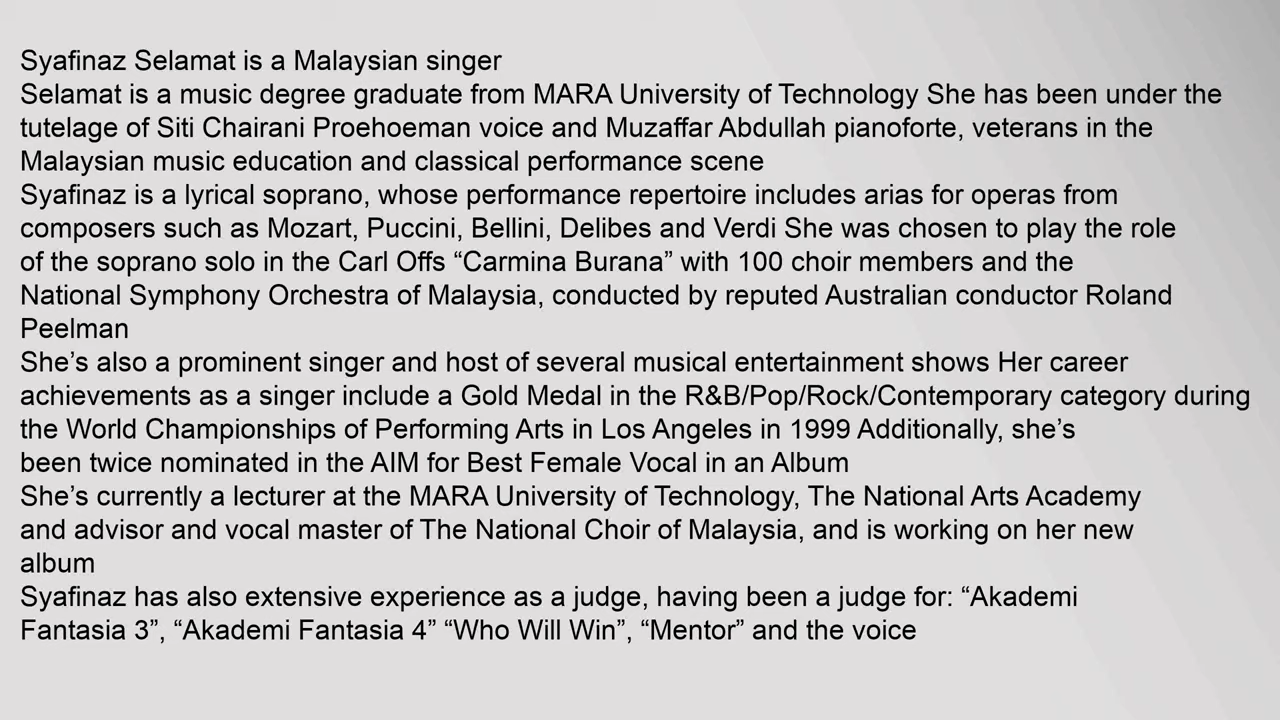 Syafinaz Selamat is a Malaysian singer
Selamat is a music degree graduate from MARA University of Technology She has been under the
tutelage of Siti Chairani Proehoeman voice and Muzaffar Abdullah pianoforte, veterans in the
Malaysian music education and classical performance scene
Syafinaz is a lyrical soprano, whose performance repertoire includes arias for operas from
composers such as Mozart, Puccini, Bellini, Delibes and Verdi She was chosen to play the role
of the soprano solo in the Carl Offs “Carmina Burana” with 100 choir members and the
National Symphony Orchestra of Malaysia, conducted by reputed Australian conductor Roland
Peelman
She’s also a prominent singer and host of several musical entertainment shows Her career
achievements as a singer include a Gold Medal in the R&B/Pop/Rock/Contemporary category during
the World Championships of Performing Arts in Los Angeles in 1999 Additionally, she’s
been twice nominated in the AIM for Best Female Vocal in an Album
She’s currently a lecturer at the MARA University of Technology, The National Arts Academy
and advisor and vocal master of The National Choir of Malaysia, and is working on her new
album
Syafinaz has also extensive experience as a judge, having been a judge for: “Akademi
Fantasia 3”, “Akademi Fantasia 4” “Who Will Win”, “Mentor” and the voice